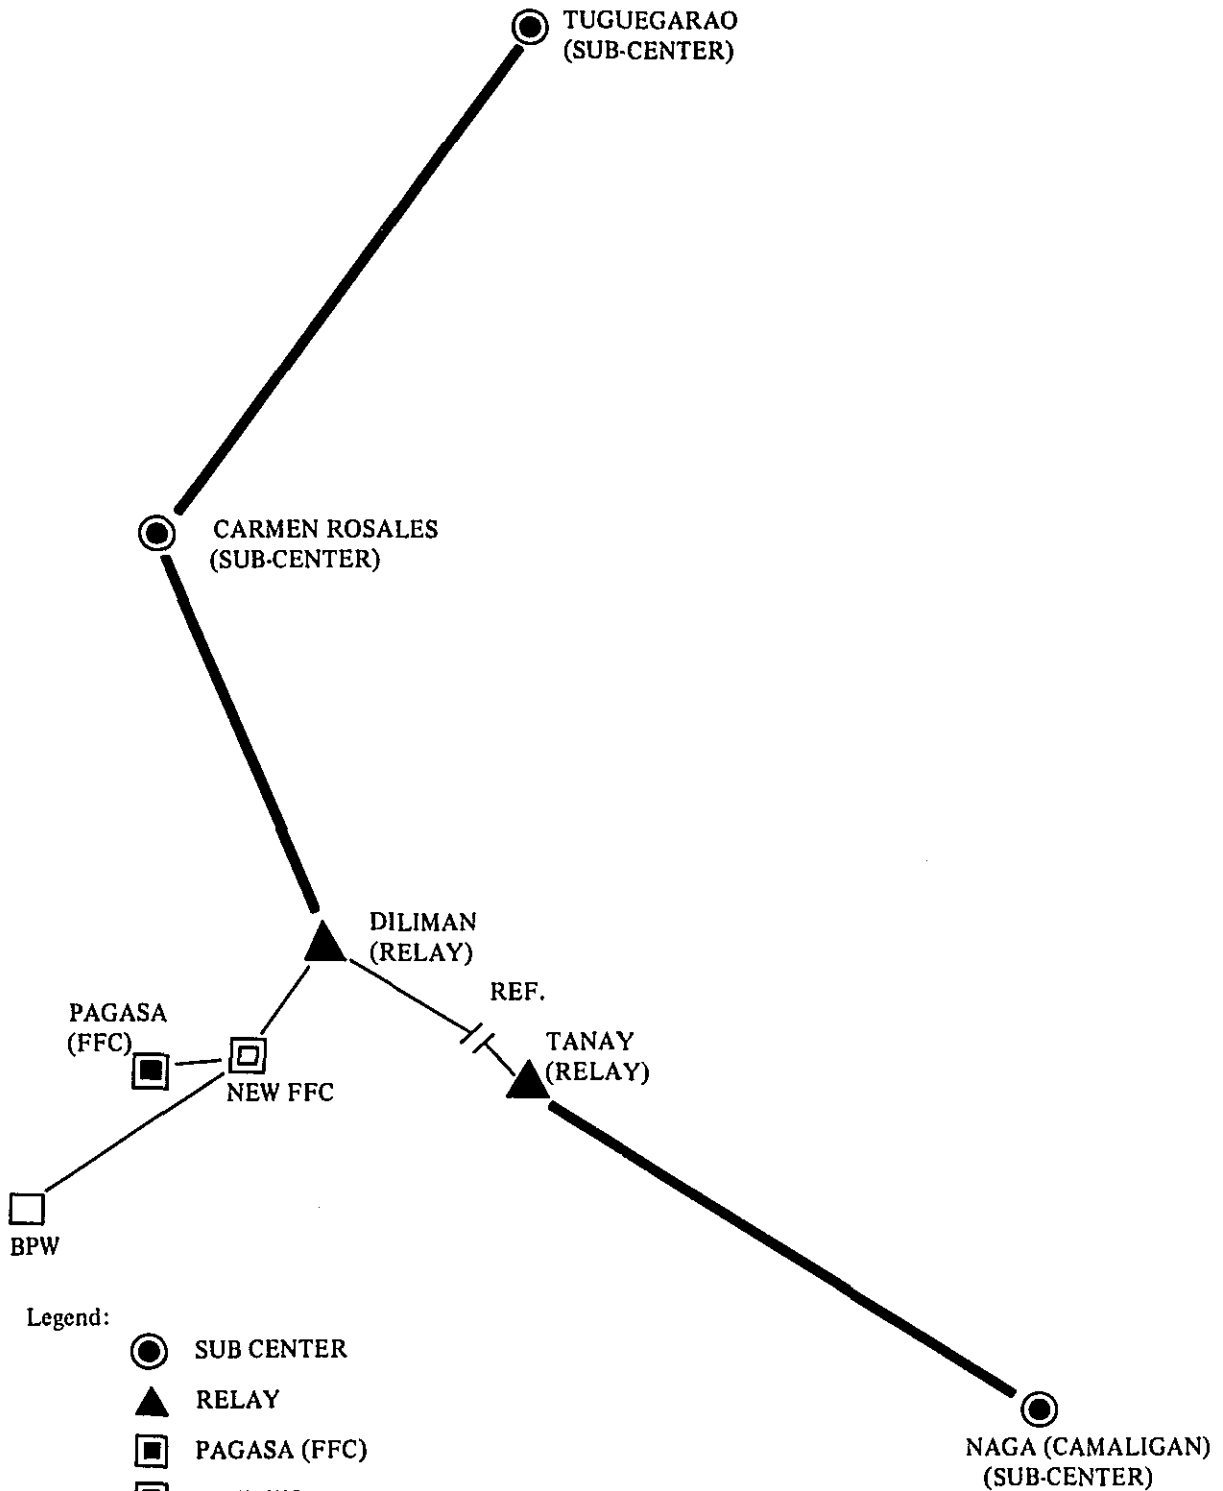 TUGUEGARAO
(SUB-CENTER)
CARMEN ROSALES
(SUB-CENTER)
DILIMAN
(RELAY)
REF.
PAGASA
(FFC)
TANAY
(RELAY)
NEW FFC
BPW
Legend:
SUB CENTER
RELAY
PAGASA (FFC)
NAGA (CAMALIGAN)
(SUB-CENTER)